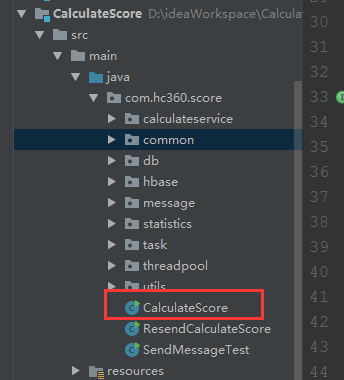 CalculateScore D:\ideaWorkspace\Calcula
src
main
java
com.hc360.score
calculateservice
common
db
hbase
message
statistics
task
threadpool
utils
CalculateScore
ResendCalculateScore
SendMessageTest
resources
30
31
32
33
34
35
36
37
38
39
40
41
42
43
44